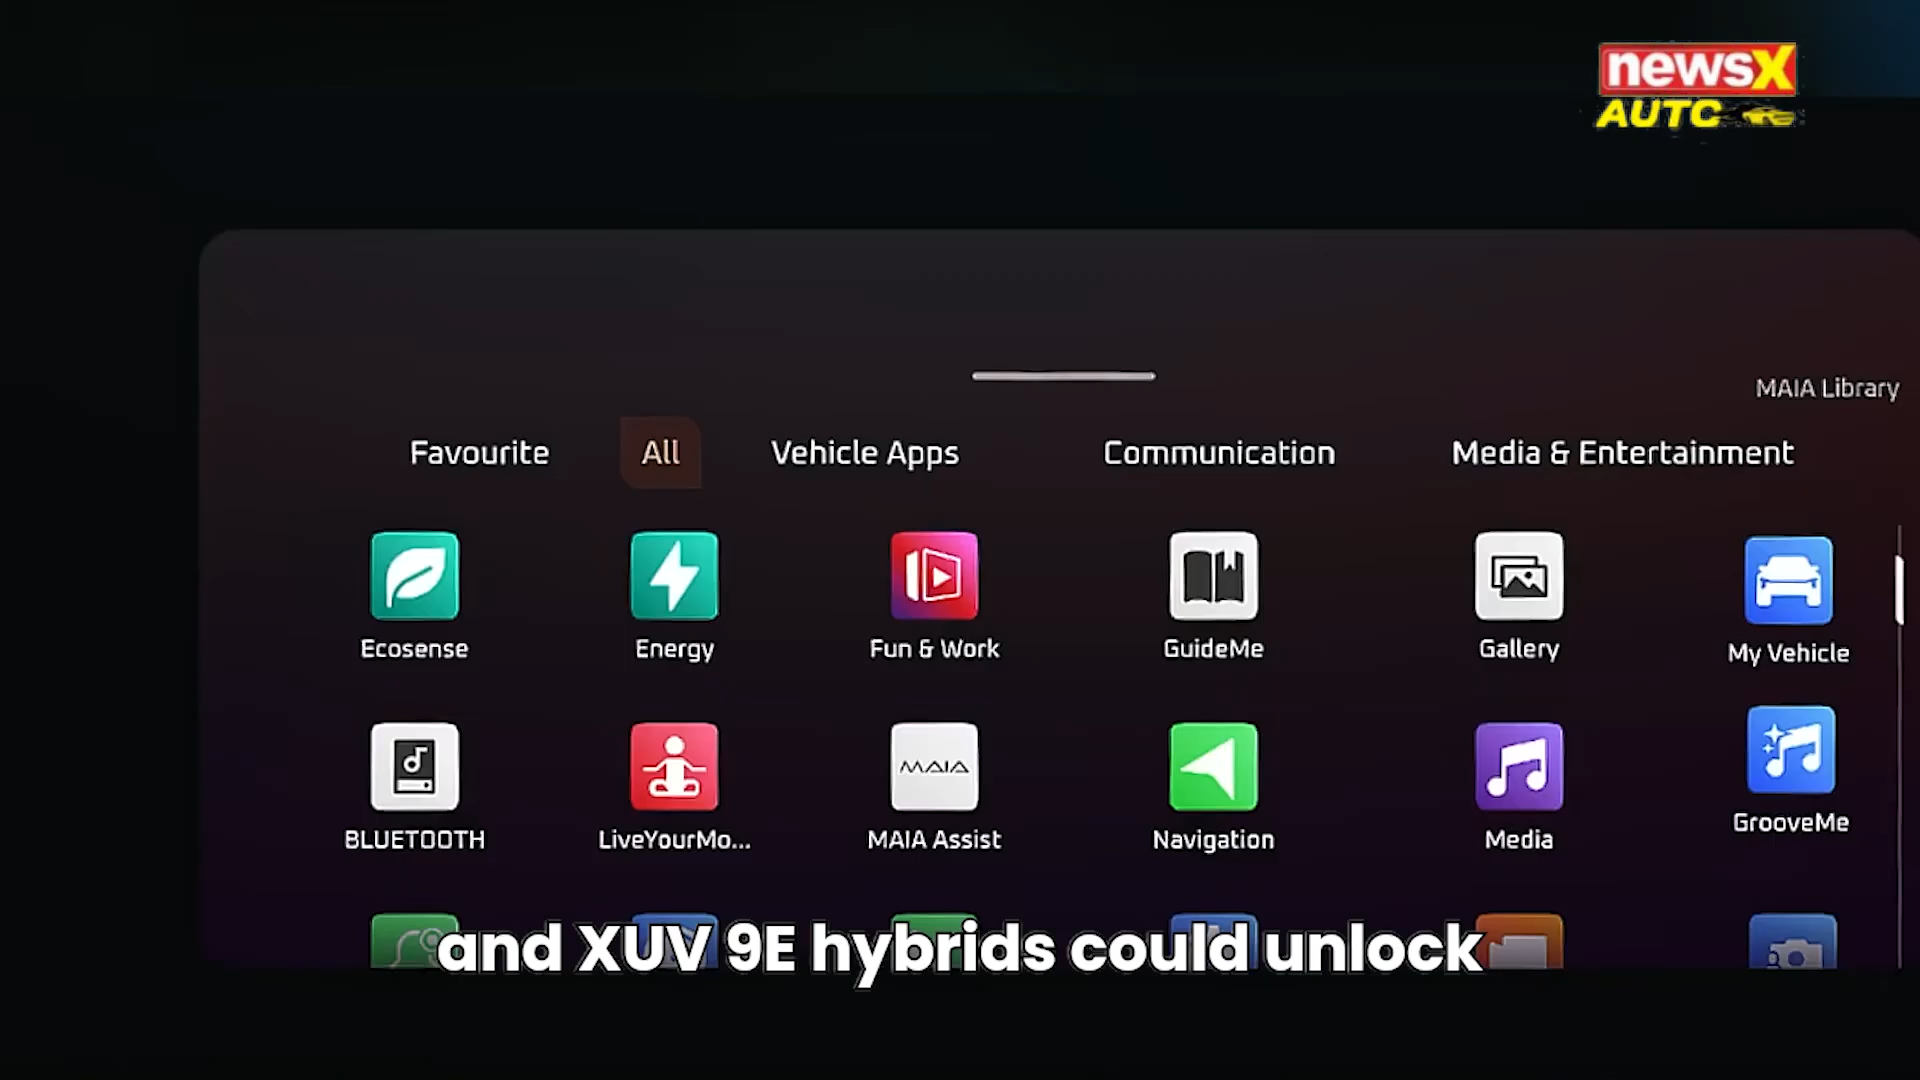 newsX
AUTO
MAIA Library
Favourite All Vehicle Apps Communication Media & Entertainment
Ecosense Energy Fun & Work GuideMe Gallery My Vehicle
MAIA
BLUETOOTH LiveYourMo... MAIA Assist Navigation Media GrooveMe
and XUV 9E hybrids could unlock